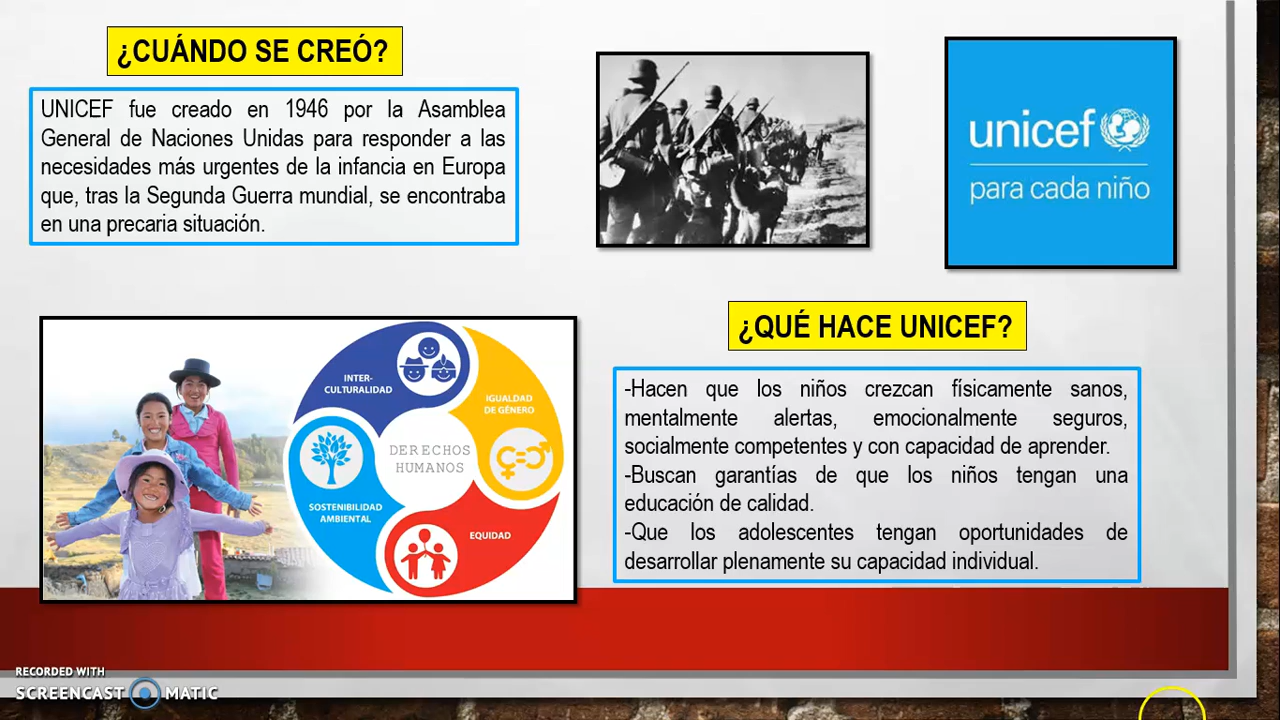 ¿CUÁNDO SE CREÓ?
UNICEF fue creado en 1946 por la Asamblea
General de Naciones Unidas para responder a las
necesidades más urgentes de la infancia en Europa
que, tras la Segunda Guerra mundial, se encontraba
en una precaria situación.
unicef
para cada niño
INTER-
CULTURALIDAD
IGUALDAD
DE GÉNERO
DERECHOS
HUMANOS
SOSTENIBILIDAD
AMBIENTAL
EQUIDAD
¿QUÉ HACE UNICEF?
-Hacen que los niños crezcan físicamente sanos,
mentalmente alertas, emocionalmente seguros,
socialmente competentes y con capacidad de aprender.
-Buscan garantías de que los niños tengan una
educación de calidad.
-Que los adolescentes tengan oportunidades de
desarrollar plenamente su capacidad individual.
RECORDED WITH
SCREENCAST MATIC